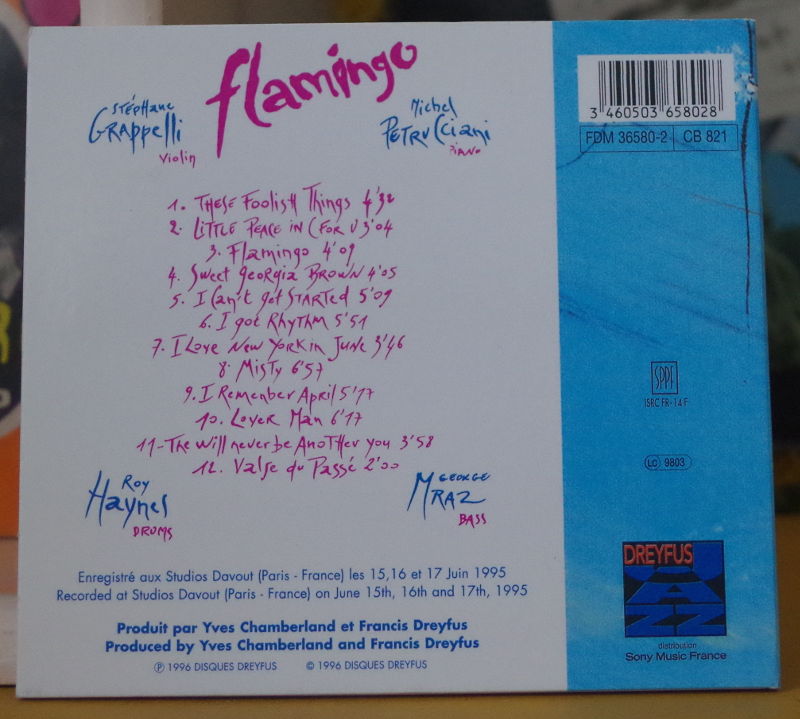 flamingo
Stéphane
Grappelli
violin
Michel
Petrucciani
piano
1. These Foolish Things 4'32
2. Little Peace in C for U 3'04
3. Flamingo 4'09
4. Sweet Georgia Brown 4'05
5. I Can't get Started 5'09
6. I got Rhythm 5'51
7. I Love New York in June 3'46
8. Misty 6'57
9. I Remenber April 5'17
10. Lover Man 6'17
11-The will never be Another you 3'58
12. Valse du Passé 2'00
Roy
Haynes
drums
George
Mraz
bass
Enregistré aux Studios Davout (Paris - France) les 15,16 et 17 Juin 1995
Recorded at Studios Davout (Paris - France) on June 15th, 16th and 17th, 1995
Produit par Yves Chamberland et Francis Dreyfus
Produced by Yves Chamberland and Francis Dreyfus
℗ 1996 DISQUES DREYFUS © 1996 DISQUES DREYFUS
3 460503 658028
FDM 36580-2 CB 821
SPPF
ISRC FR-14 F
LC 9803
DREYFUS
JAZZ
distribution
Sony Music France